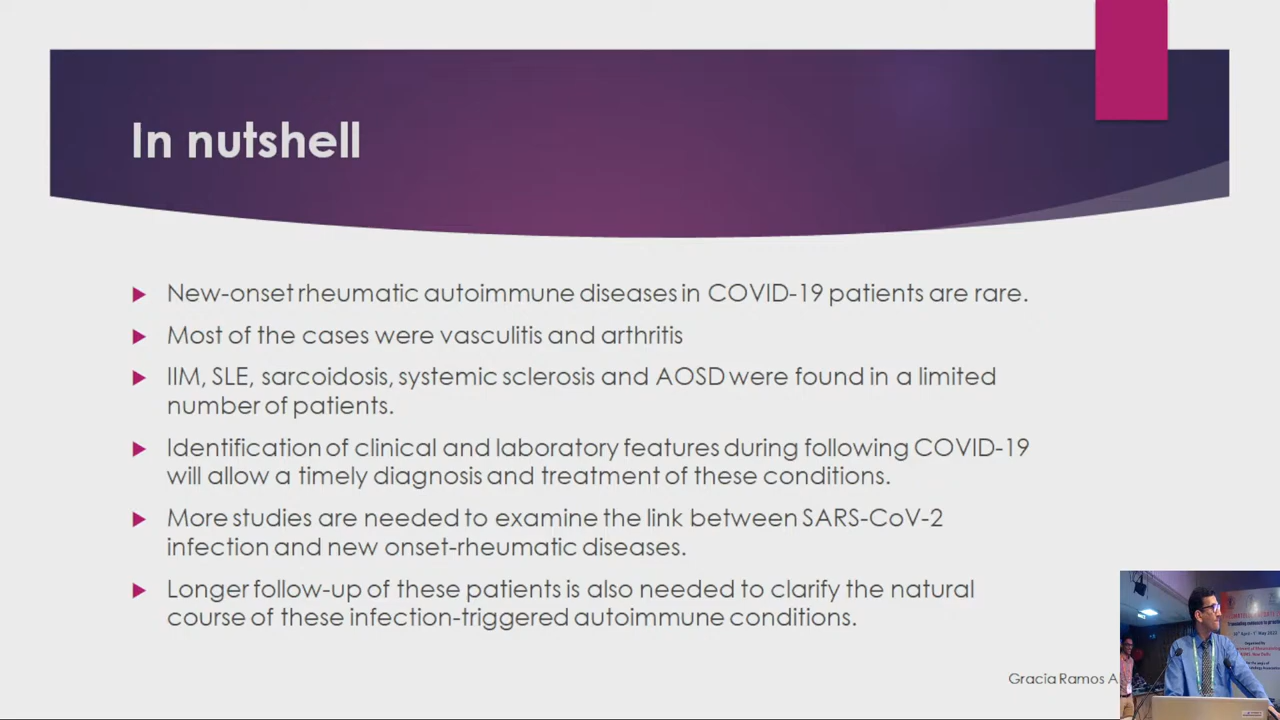 In nutshell
New-onset rheumatic autoimmune diseases in COVID-19 patients are rare.
Most of the cases were vasculitis and arthritis
IIM, SLE, sarcoidosis, systemic sclerosis and AOSD were found in a limited
number of patients.
Identification of clinical and laboratory features during following COVID-19
will allow a timely diagnosis and treatment of these conditions.
More studies are needed to examine the link between SARS-CoV-2
infection and new onset-rheumatic diseases.
Longer follow-up of these patients is also needed to clarify the natural
course of these infection-triggered autoimmune conditions.
Gracia Ramos A